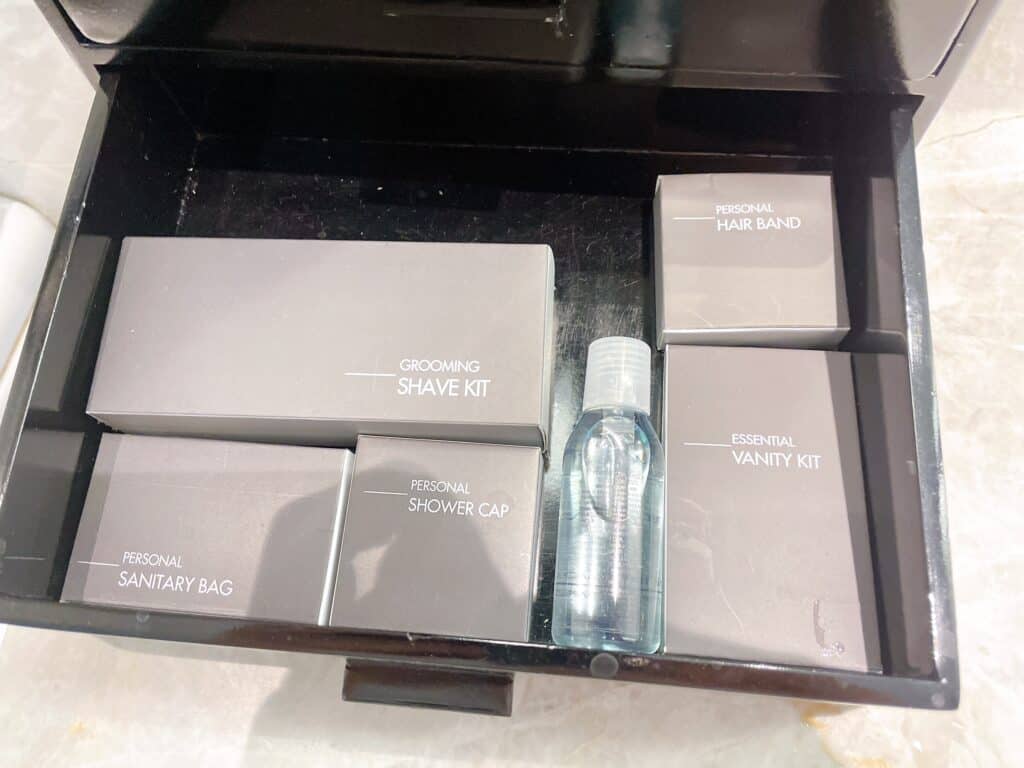 PERSONAL
HAIR BAND
GROOMING
SHAVE KIT
ESSENTIAL
VANITY KIT
PERSONAL
SHOWER CAP
PERSONAL
SANITARY BAG